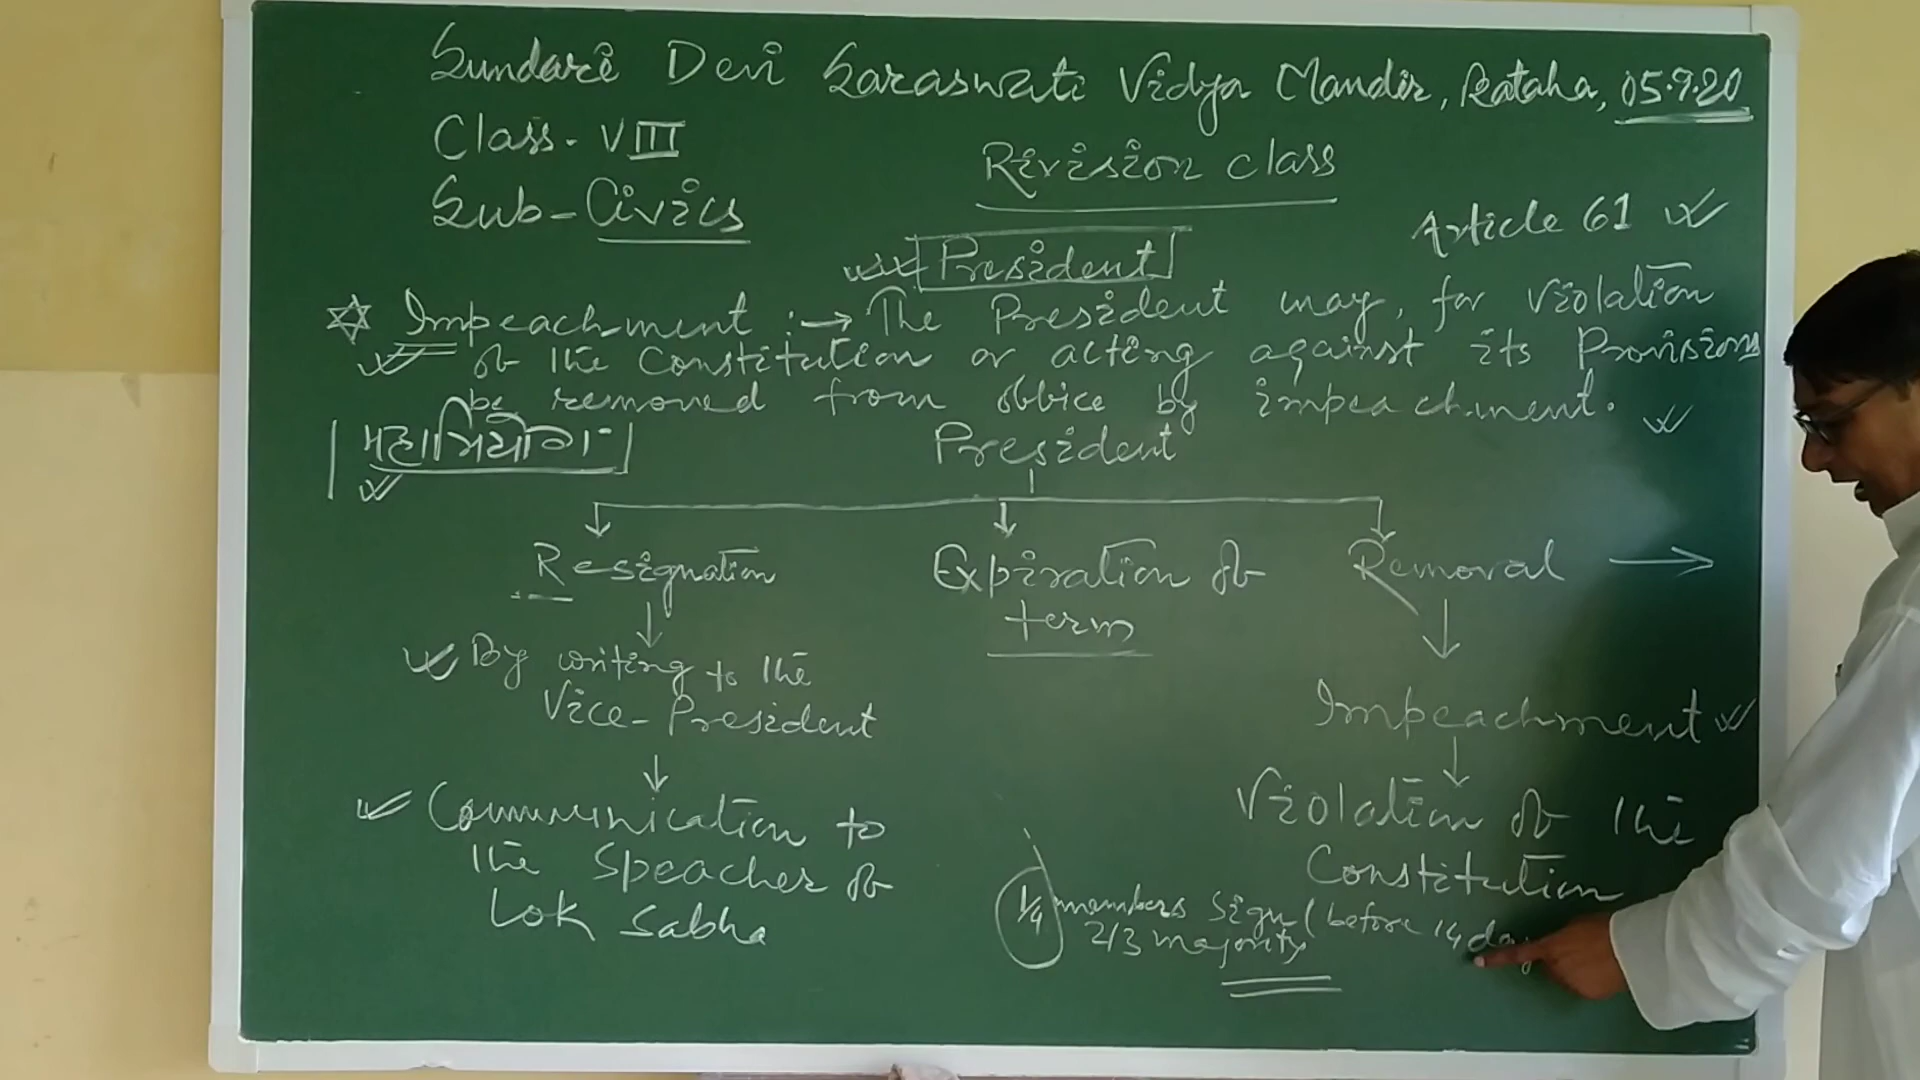 Sundari Devi Saraswati Vidya Mandir, Rataha, 05.9.20
Class- VIII
Rivision class
Sub- Civics
Article 61
President
Impeachment :→ The President may, for violation
of the Constitution or acting against its Provisions
be removed from office by impeachment.
महाभियोग
President
Resignation Expiration of Removal →
term
By writing to the
Vice-President
Impeachment
Communication to
the Speacher of
Lok Sabha
Violation of the
Constitution
1/4 members sign (before 14 day
2/3 majority